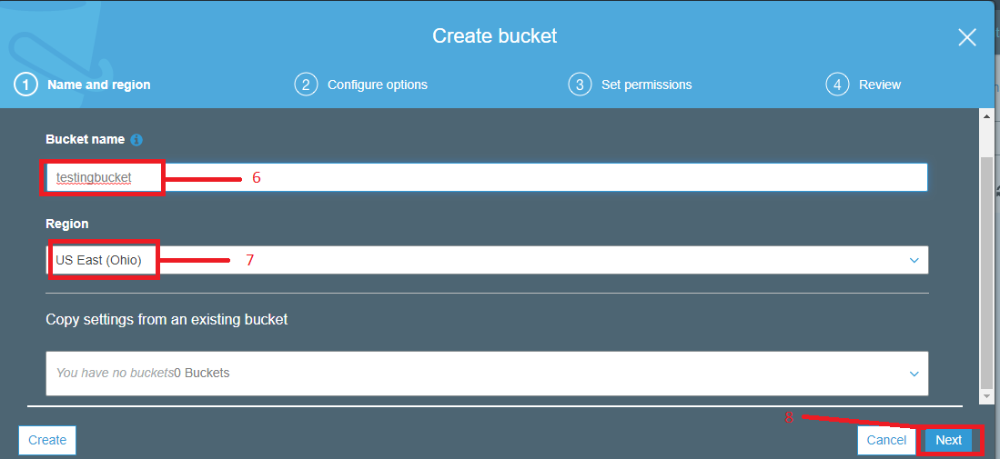 Create bucket
1 Name and region 2 Configure options 3 Set permissions 4 Review
Bucket name
testingbucket 6
Region
US East (Ohio) 7
Copy settings from an existing bucket
You have no buckets0 Buckets
8
Create Cancel Next